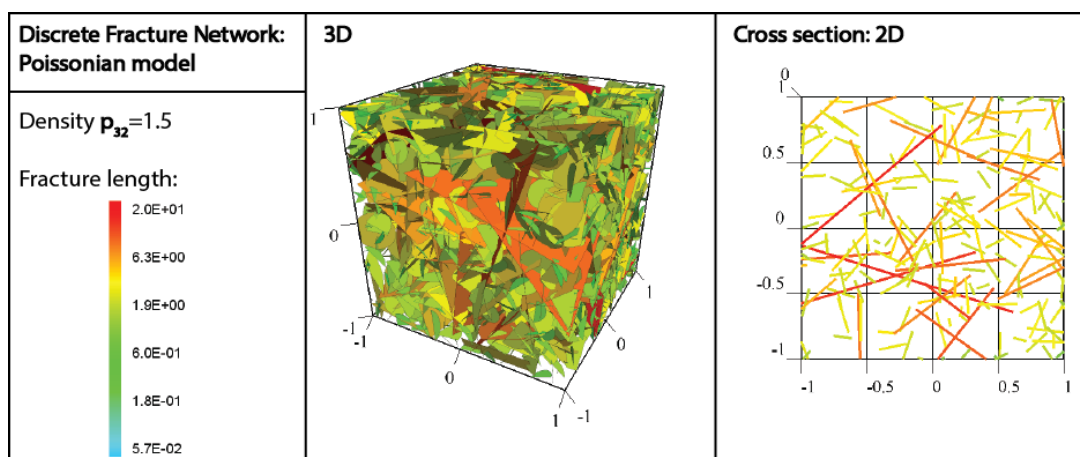 Discrete Fracture Network:
Poissonian model
Density p32=1.5
Fracture length:
2.0E+01
6.3E+00
1.9E+00
6.0E-01
1.8E-01
5.7E-02
3D
1
0
-1
-1
0
1
-1
0
1
Cross section: 2D
0
1
0.5
0
-0.5
-1
-1
-0.5
0
0.5
1